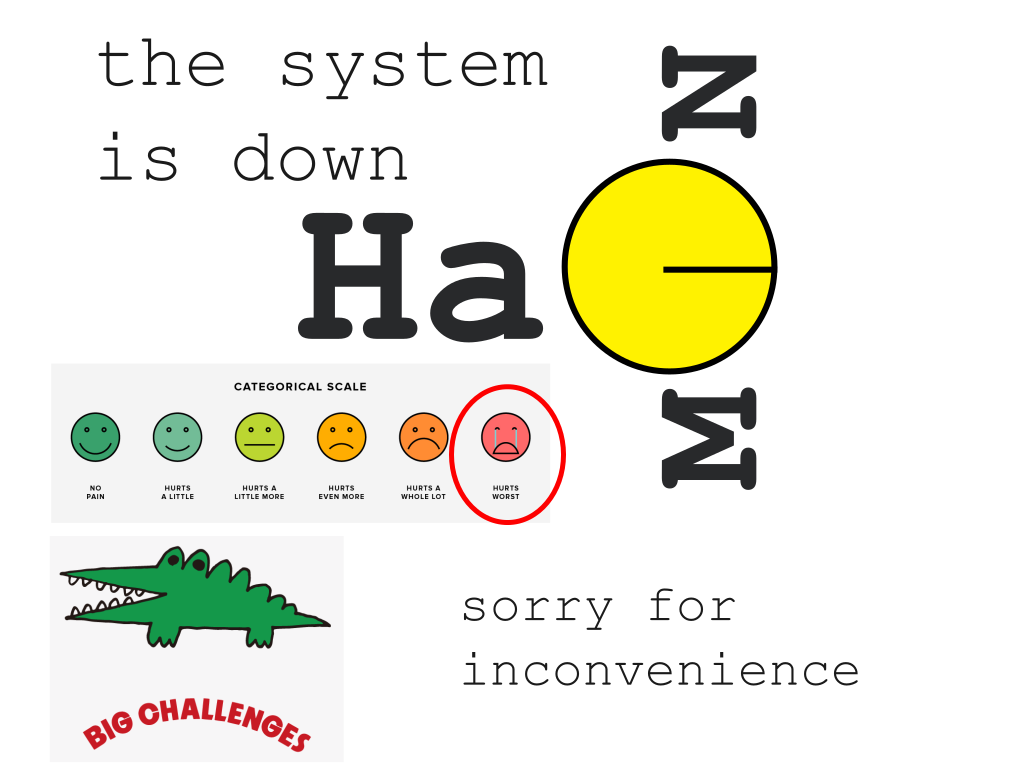 the system
is down
N
Ha
M
CATEGORICAL SCALE
NO
PAIN
HURTS
A LITTLE
HURTS A
LITTLE MORE
HURTS
EVEN MORE
HURTS A
WHOLE LOT
HURTS
WORST
BIG CHALLENGES
sorry for
inconvenience